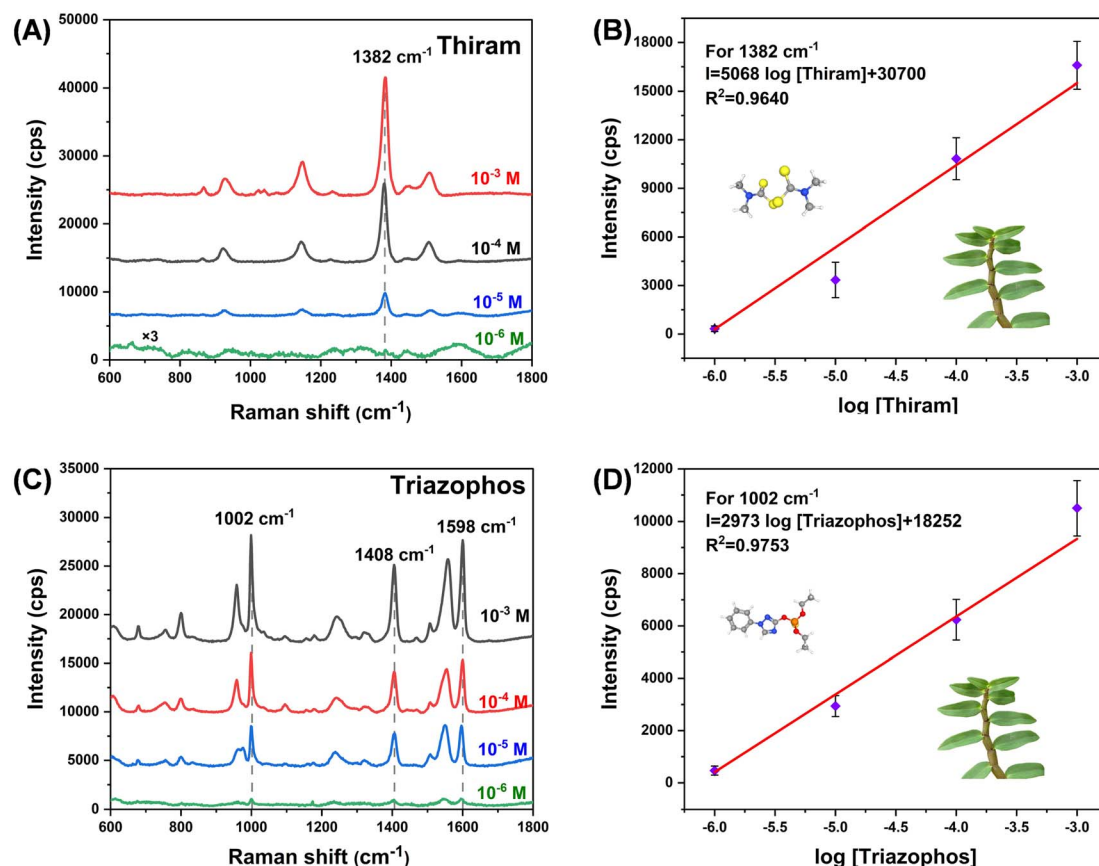 (A)
Thiram
1382 cm⁻¹
10⁻³ M
10⁻⁴ M
10⁻⁵ M
10⁻⁶ M
×3
50000
40000
30000
20000
10000
0
Intensity (cps)
600 800 1000 1200 1400 1600 1800
Raman shift (cm⁻¹)
(B)
For 1382 cm⁻¹
I=5068 log [Thiram]+30700
R²=0.9640
18000
15000
12000
9000
6000
3000
0
Intensity (cps)
-6.0 -5.5 -5.0 -4.5 -4.0 -3.5 -3.0
log [Thiram]
(C)
Triazophos
1002 cm⁻¹
1408 cm⁻¹
1598 cm⁻¹
10⁻³ M
10⁻⁴ M
10⁻⁵ M
10⁻⁶ M
35000
30000
25000
20000
15000
10000
5000
0
Intensity (cps)
600 800 1000 1200 1400 1600 1800
Raman shift (cm⁻¹)
(D)
For 1002 cm⁻¹
I=2973 log [Triazophos]+18252
R²=0.9753
12000
10000
8000
6000
4000
2000
0
Intensity (cps)
-6.0 -5.5 -5.0 -4.5 -4.0 -3.5 -3.0
log [Triazophos]